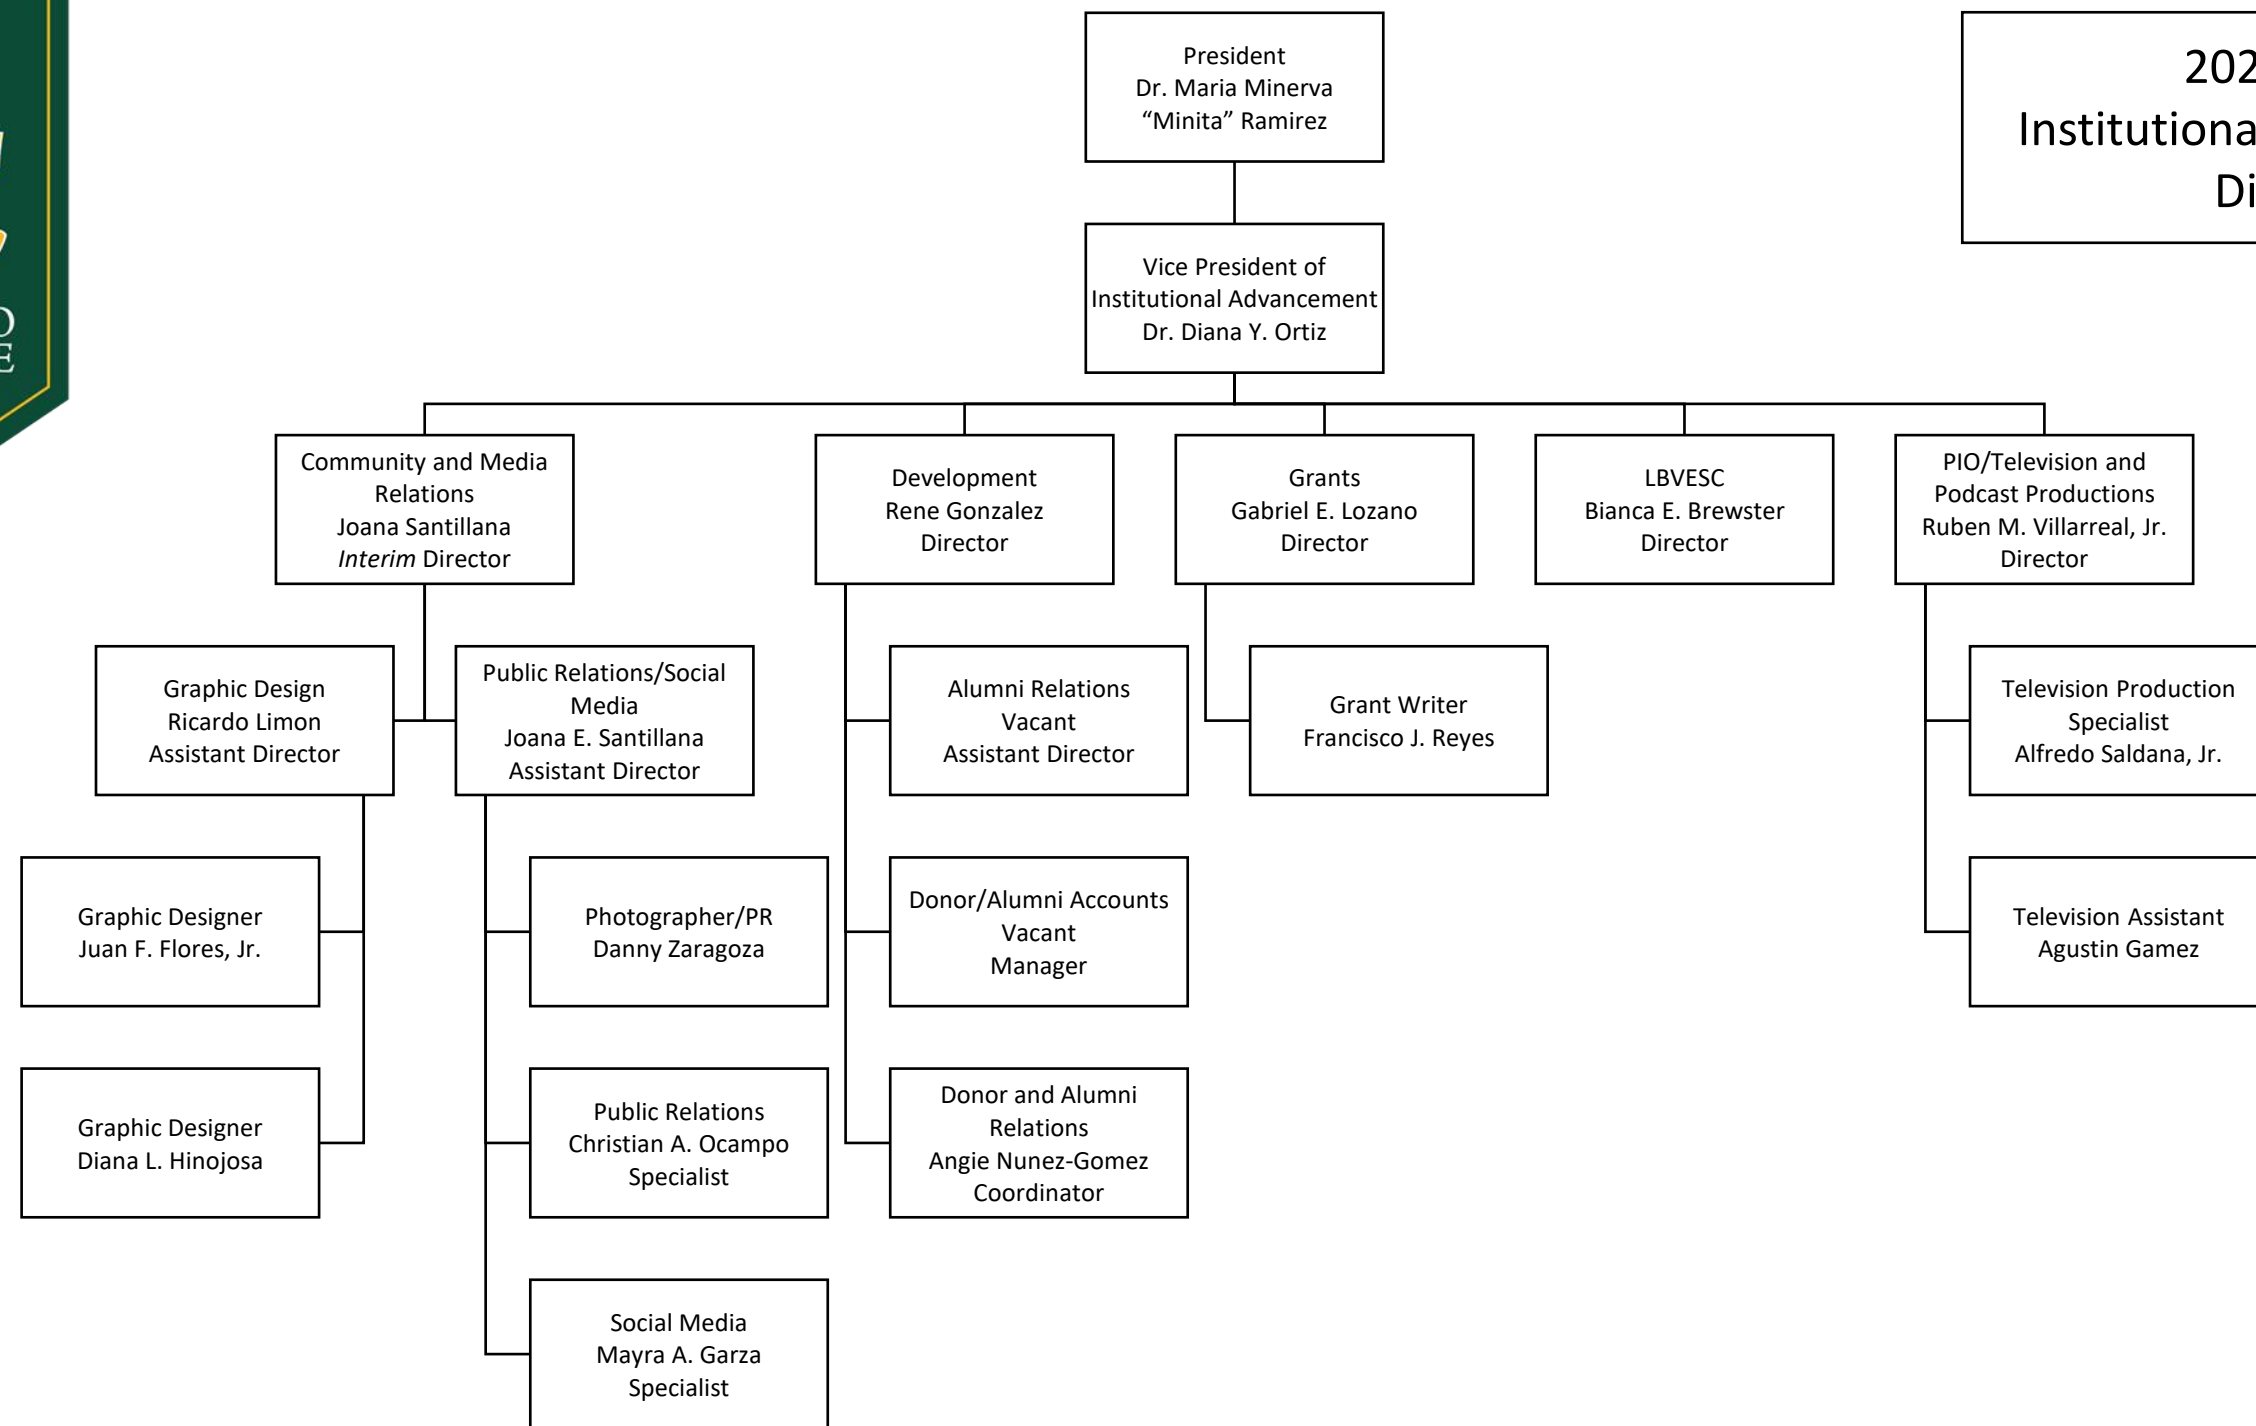 President
Dr. Maria Minerva
“Minita” Ramirez
202
Institutiona
Di
Vice President of
Institutional Advancement
Dr. Diana Y. Ortiz
O
E
Community and Media
Relations
Joana Santillana
Interim Director
Development
Rene Gonzalez
Director
Grants
Gabriel E. Lozano
Director
LBVESC
Bianca E. Brewster
Director
PIO/Television and
Podcast Productions
Ruben M. Villarreal, Jr.
Director
Graphic Design
Ricardo Limon
Assistant Director
Public Relations/Social
Media
Joana E. Santillana
Assistant Director
Alumni Relations
Vacant
Assistant Director
Grant Writer
Francisco J. Reyes
Television Production
Specialist
Alfredo Saldana, Jr.
Graphic Designer
Juan F. Flores, Jr.
Photographer/PR
Danny Zaragoza
Donor/Alumni Accounts
Vacant
Manager
Television Assistant
Agustin Gamez
Graphic Designer
Diana L. Hinojosa
Public Relations
Christian A. Ocampo
Specialist
Donor and Alumni
Relations
Angie Nunez-Gomez
Coordinator
Social Media
Mayra A. Garza
Specialist